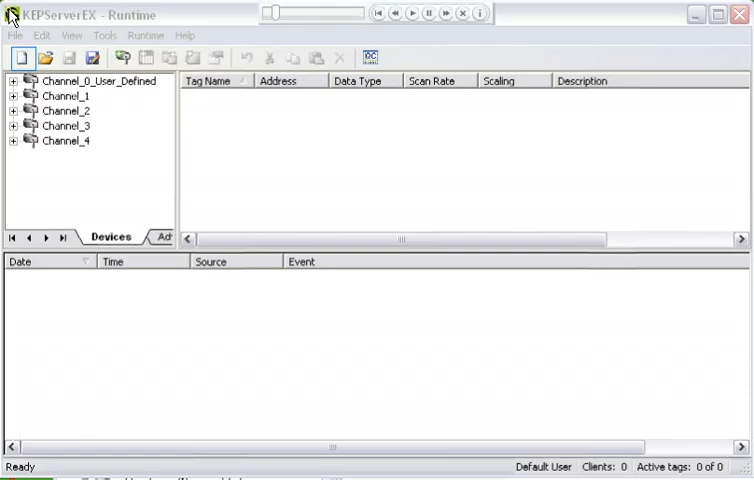 KEPServerEX - Runtime
File Edit View Tools Runtime Help
Tag Name Address Data Type Scan Rate Scaling Description
Channel_0_User_Defined
Channel_1
Channel_2
Channel_3
Channel_4
Devices Ad
Date Time Source Event
Ready Default User Clients: 0 Active tags: 0 of 0